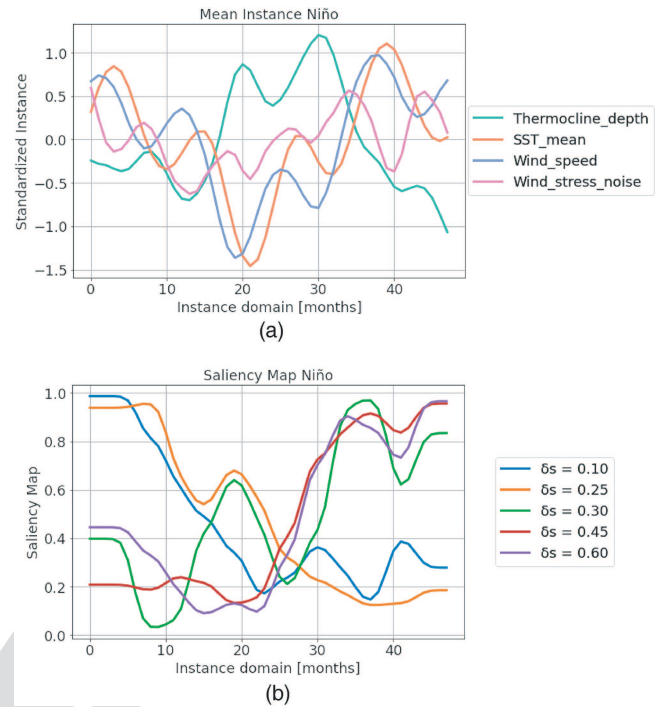 Mean Instance Niño
1.0
0.5
0.0
−0.5
−1.0
−1.5
Standardized Instance
0 10 20 30 40
Instance domain [months]
Thermocline_depth
SST_mean
Wind_speed
Wind_stress_noise
(a)
Saliency Map Niño
1.0
0.8
0.6
0.4
0.2
0.0
Saliency Map
0 10 20 30 40
Instance domain [months]
δs = 0.10
δs = 0.25
δs = 0.30
δs = 0.45
δs = 0.60
(b)